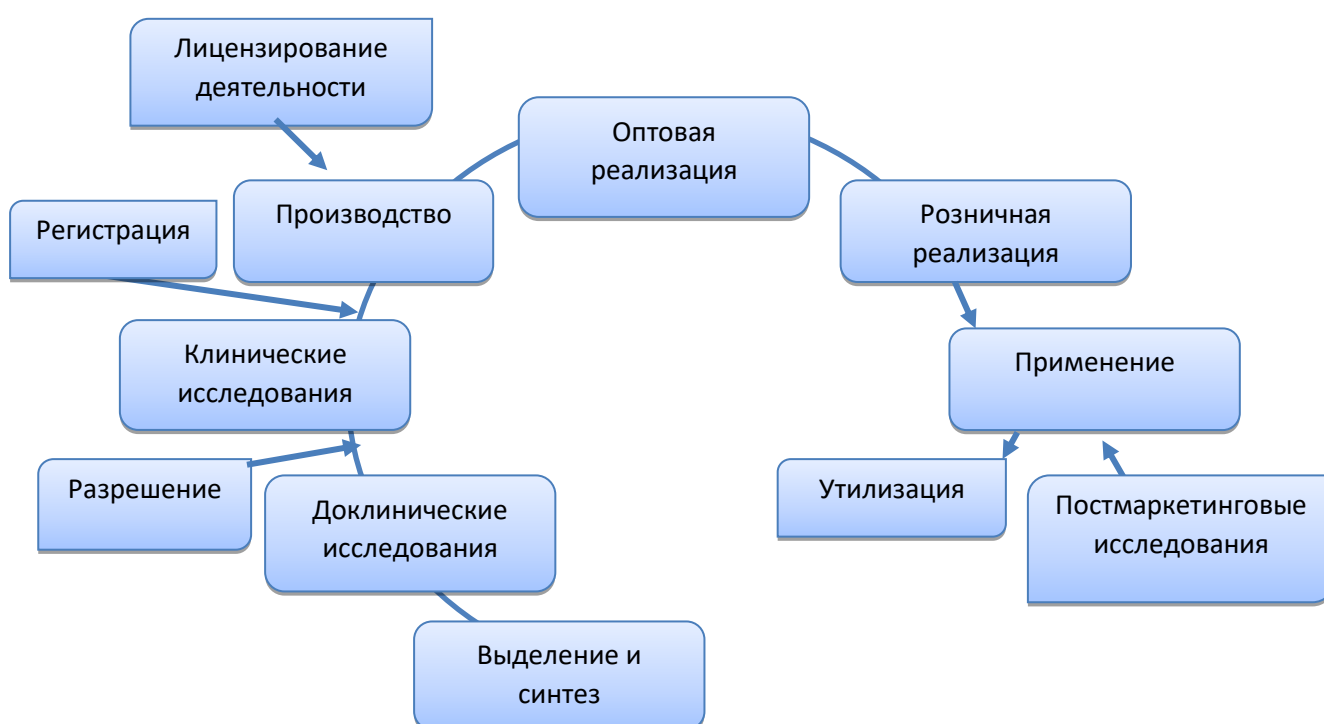 Лицензирование
деятельности
Оптовая
реализация
Производство
Розничная
реализация
Регистрация
Клинические
исследования
Применение
Разрешение
Доклинические
исследования
Утилизация
Постмаркетинговые
исследования
Выделение и
синтез